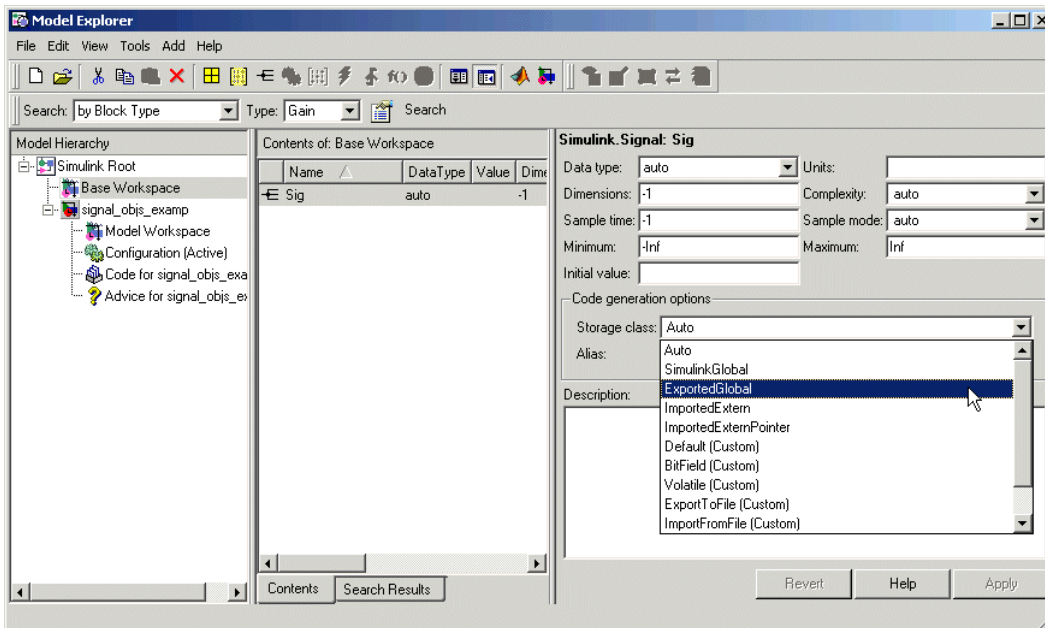 Model Explorer
File Edit View Tools Add Help
Search: by Block Type Type: Gain Search
Model Hierarchy
Simulink Root
Base Workspace
signal_objs_examp
Model Workspace
Configuration (Active)
Code for signal_objs_exa
Advice for signal_objs_e
Contents of: Base Workspace
Name DataType Value Dime
Sig auto -1
Contents Search Results
Simulink.Signal: Sig
Data type: auto Units:
Dimensions: -1 Complexity: auto
Sample time: -1 Sample mode: auto
Minimum: -Inf Maximum: Inf
Initial value:
Code generation options
Storage class: Auto
Alias:
Auto
SimulinkGlobal
ExportedGlobal
ImportedExtern
ImportedExternPointer
Default (Custom)
BitField (Custom)
Volatile (Custom)
ExportToFile (Custom)
ImportFromFile (Custom)
Description:
Revert Help Apply